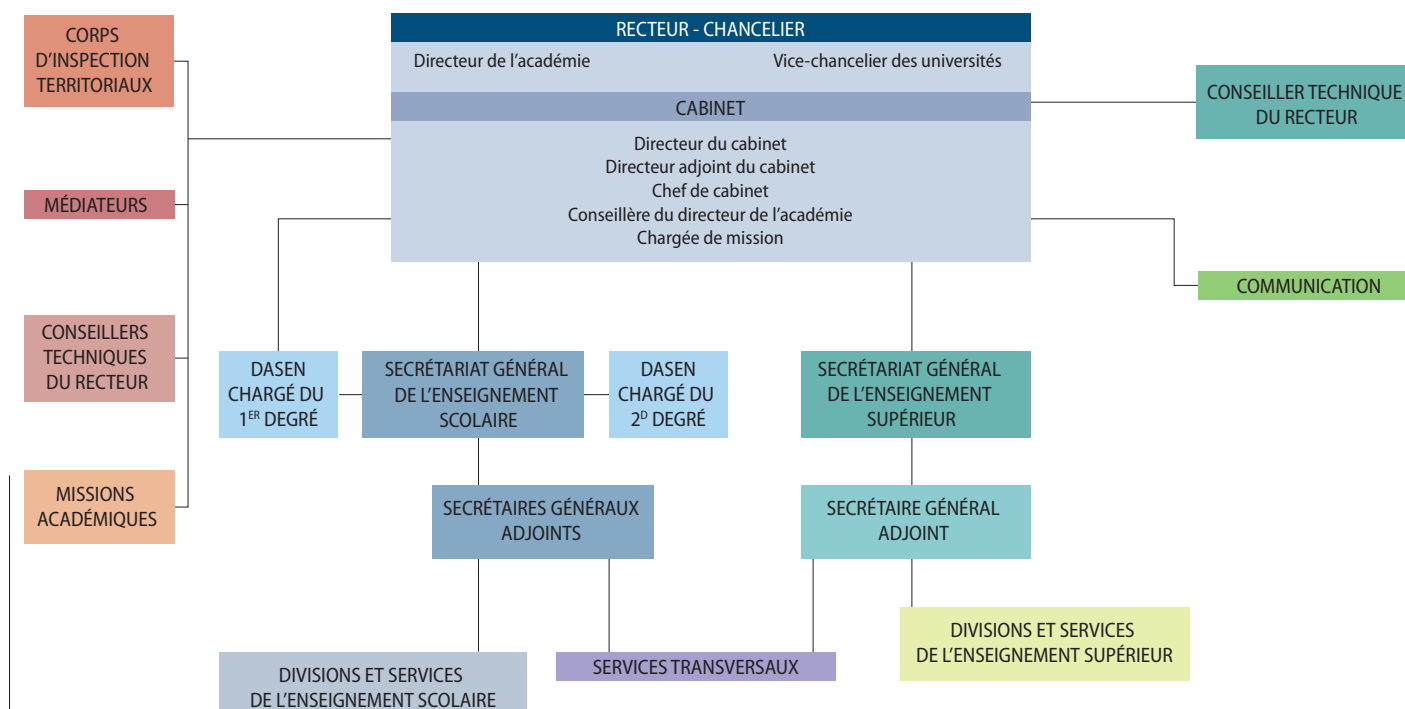 CORPS
D'INSPECTION
TERRITORIAUX
RECTEUR - CHANCELIER
Directeur de l'académie
Vice-chancelier des universités
CABINET
Directeur du cabinet
Directeur adjoint du cabinet
Chef de cabinet
Conseillère du directeur de l'académie
Chargée de mission
CONSEILLER TECHNIQUE
DU RECTEUR
MÉDIATEURS
COMMUNICATION
CONSEILLERS
TECHNIQUES
DU RECTEUR
DASEN
CHARGÉ DU
1ER DEGRÉ
SECRÉTARIAT GÉNÉRAL
DE L'ENSEIGNEMENT
SCOLAIRE
DASEN
CHARGÉ DU
2D DEGRÉ
SECRÉTARIAT GÉNÉRAL
DE L'ENSEIGNEMENT
SUPÉRIEUR
MISSIONS
ACADÉMIQUES
SECRÉTAIRES GÉNÉRAUX
ADJOINTS
SECRÉTAIRE GÉNÉRAL
ADJOINT
DIVISIONS ET SERVICES
DE L'ENSEIGNEMENT SCOLAIRE
SERVICES TRANSVERSAUX
DIVISIONS ET SERVICES
DE L'ENSEIGNEMENT SUPÉRIEUR